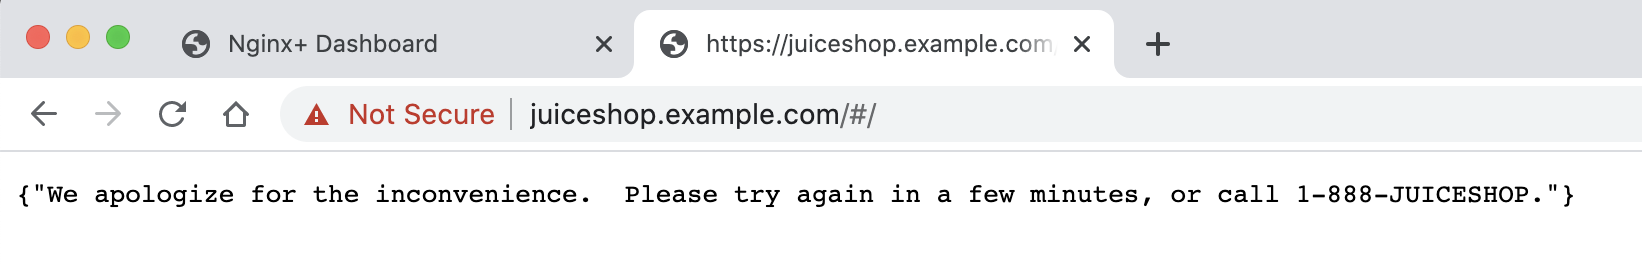 Nginx+ Dashboard
https://juiceshop.example.com/
Not Secure juiceshop.example.com/#/
{"We apologize for the inconvenience.  Please try again in a few minutes, or call 1-888-JUICESHOP."}